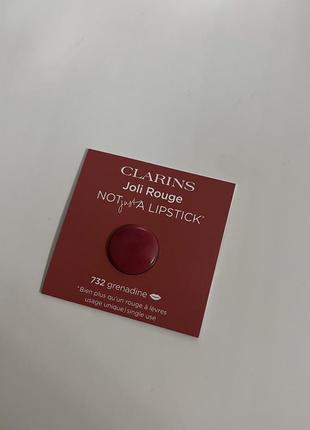 CLARINS
Joli Rouge
NOT just A LIPSTICK*
732 grenadine
*Bien plus qu'un rouge à lèvres
usage unique/single use